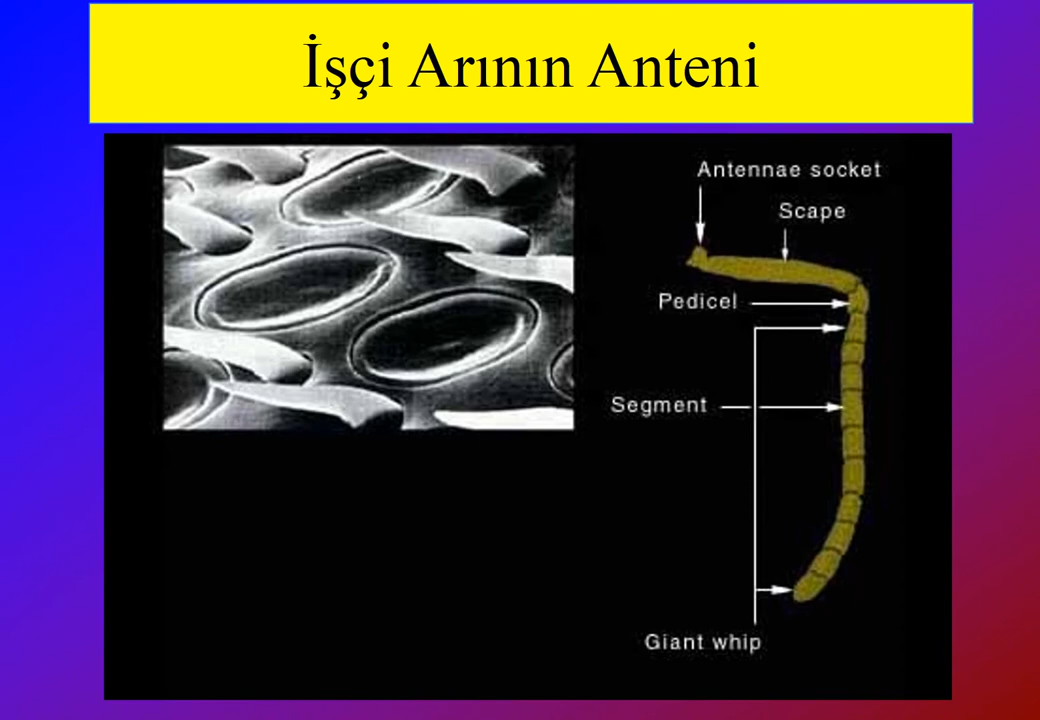 İşçi Arının Anteni
Antennae socket
Scape
Pedicel
Segment
Giant whip